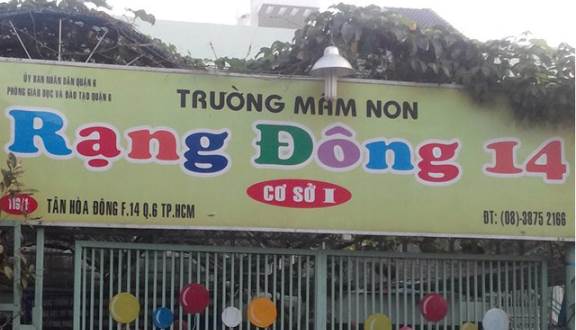 ỦY BAN NHÂN DÂN QUẬN 6
PHÒNG GIÁO DỤC VÀ ĐÀO TẠO QUẬN 6
TRƯỜNG MẦM NON
Rạng Đông 14
CƠ SỞ I
119/1 TÂN HÒA ĐÔNG F.14 Q.6 TP.HCM
ĐT: (08)-3875 2166